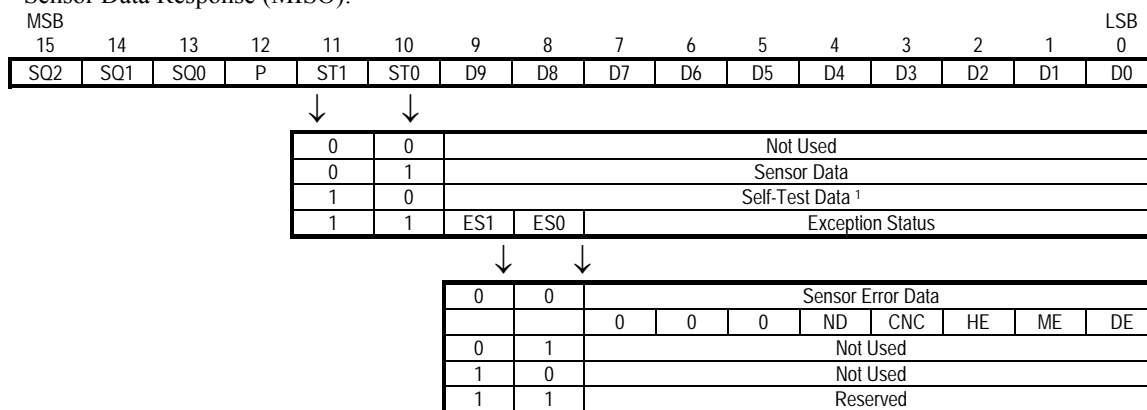 Sensor Data Response (MISO):
MSB LSB
15 14 13 12 11 10 9 8 7 6 5 4 3 2 1 0
SQ2 SQ1 SQ0 P ST1 ST0 D9 D8 D7 D6 D5 D4 D3 D2 D1 D0
↓ ↓
0 0 Not Used
0 1 Sensor Data
1 0 Self-Test Data 1
1 1 ES1 ES0 Exception Status
↓ ↓
0 0 Sensor Error Data
0 0 0 ND CNC HE ME DE
0 1 Not Used
1 0 Not Used
1 1 Reserved